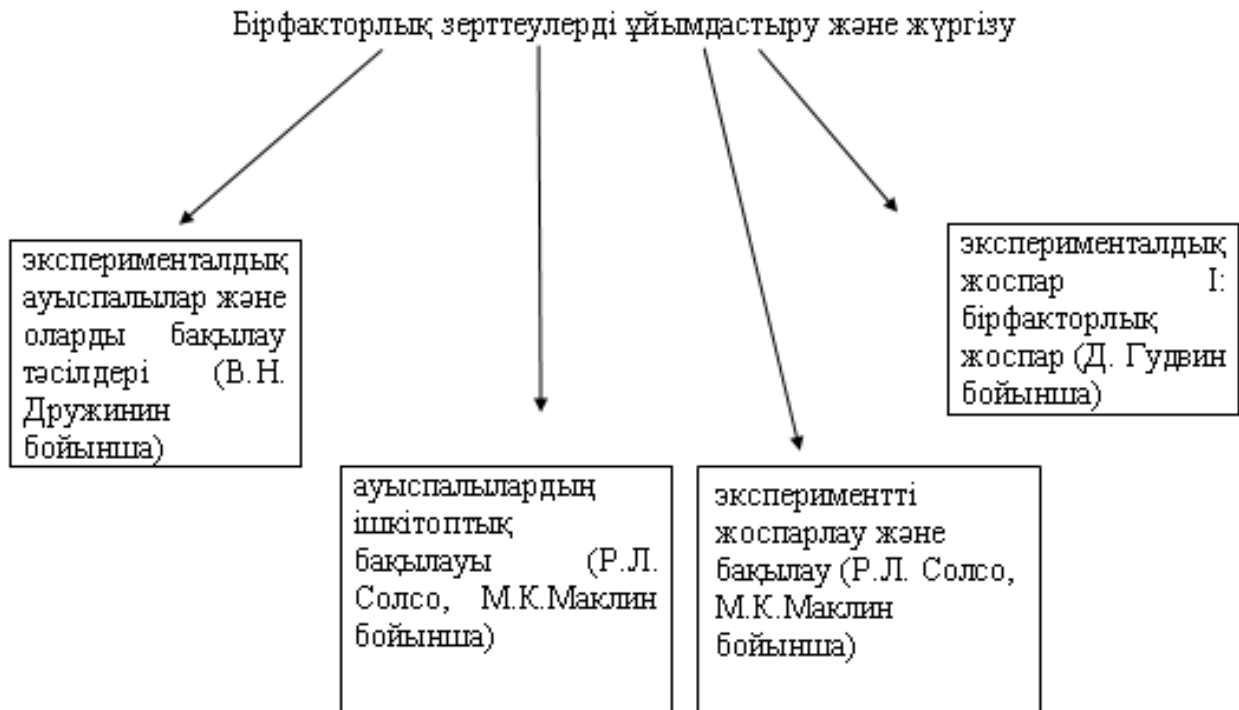 Бірфакторлық зерттеулерді ұйымдастыру және жүргізу
эксперименталдық
ауыспалылар және
оларды бақылау
тәсілдері (В.Н.
Дружинин
бойынша)
ауыспалылардың
ішкітоптық
бақылауы (Р.Л.
Солсо, М.К.Маклин
бойынша)
экспериментті
жоспарлау және
бақылау (Р.Л. Солсо,
М.К.Маклин
бойынша)
эксперименталдық
жоспар I:
бірфакторлық
жоспар (Д. Гудвин
бойынша)